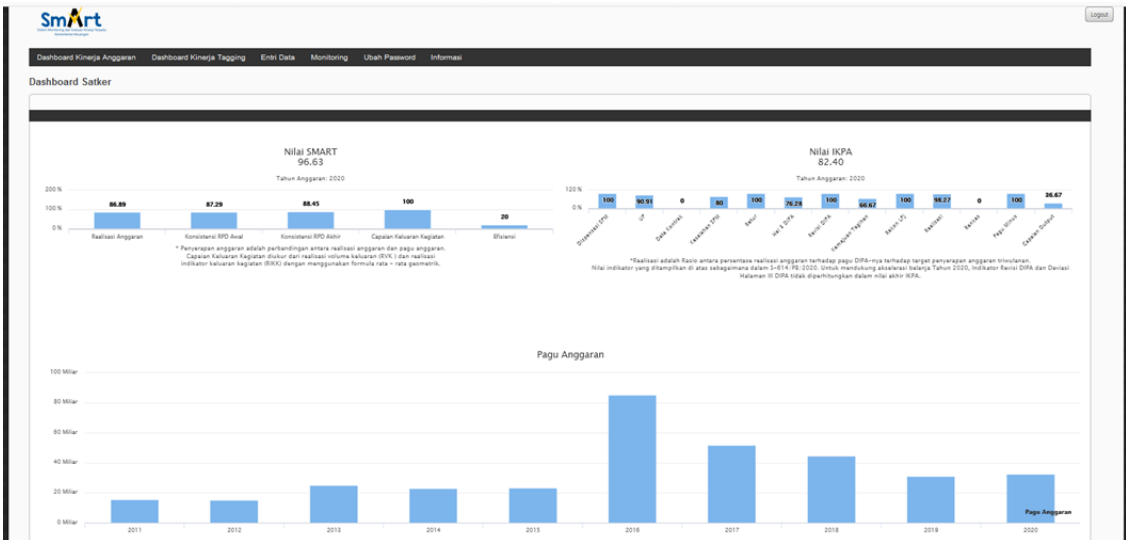 SmArt
Logout
Dashboard Kinerja Anggaran Dashboard Kinerja Tagging Entri Data Monitoring Ubah Password Informasi
Dashboard Satker
Nilai SMART
96.63
Tahun Anggaran: 2020
200 %
100 %
0 %
86.89 87.29 88.45 100 20
Realisasi Anggaran Konsistensi RPD Awal Konsistensi RPD Akhir Capaian Keluaran Kegiatan Efisiensi
* Penyerapan anggaran adalah perbandingan antara realisasi anggaran dan pagu anggaran.
Capaian Keluaran Kegiatan diukur dari realisasi volume keluaran (RVK ) dan realisasi
indikator keluaran kegiatan (RIKK) dengan menggunakan formula rata - rata geometrik.
Nilai IKPA
82.40
Tahun Anggaran: 2020
120 %
0 %
100 90.91 0 80 100 76.28 100 66.67 100 98.27 0 100 36.67
Dispensasi SPM UP Data Kontrak Kesalahan SPM Retur Hal 3 DIPA Revisi DIPA Kemajuan Tagihan Rekon LPJ Realisasi Renkas Pagu Minus Capaian Output
*Realisasi adalah Rasio antara persentase realisasi anggaran terhadap pagu DIPA-nya terhadap target penyerapan anggaran triwulanan.
Nilai indikator yang ditampilkan di atas sebagaimana dalam S-614/PB/2020. Untuk mendukung akselerasi belanja Tahun 2020, Indikator Revisi DIPA dan Deviasi
Halaman III DIPA tidak diperhitungkan dalam nilai akhir IKPA.
Pagu Anggaran
100 Miliar
80 Miliar
60 Miliar
40 Miliar
20 Miliar
0 Miliar
Pagu Anggaran
2011 2012 2013 2014 2015 2016 2017 2018 2019 2020